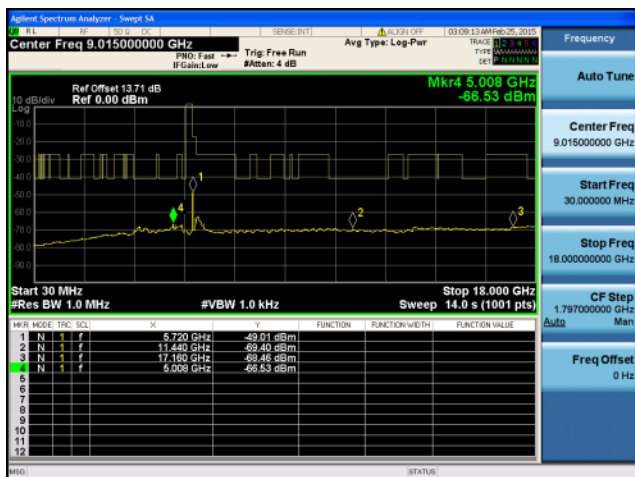 Agilent Spectrum Analyzer - Swept SA
RL RF 50 Ω DC SENSE:INT ALIGN OFF 03:09:13 AM Feb 25, 2015
Center Freq 9.015000000 GHz
PNO: Fast
IFGain:Low
Trig: Free Run
#Atten: 4 dB
Avg Type: Log-Pwr
TRACE 1 2 3 4 5 6
TYPE
DET P N N N N N
Ref Offset 13.71 dB
10 dB/div Ref 0.00 dBm
Log
Mkr4 5.008 GHz
-66.53 dBm
-10.0
-20.0
-30.0
-40.0
-50.0
-60.0
-70.0
-80.0
-90.0
1
2
3
4
Start 30 MHz Stop 18.000 GHz
#Res BW 1.0 MHz #VBW 1.0 kHz Sweep 14.0 s (1001 pts)
MKR MODE TRC SCL X Y FUNCTION FUNCTION WIDTH FUNCTION VALUE
1 N 1 f 5.720 GHz -49.01 dBm
2 N 1 f 11.440 GHz -69.40 dBm
3 N 1 f 17.160 GHz -68.46 dBm
4 N 1 f 5.008 GHz -66.53 dBm
5
6
7
8
9
10
11
12
MSG STATUS
Frequency
Auto Tune
Center Freq
9.015000000 GHz
Start Freq
30.000000 MHz
Stop Freq
18.000000000 GHz
CF Step
1.797000000 GHz
Auto Man
Freq Offset
0 Hz